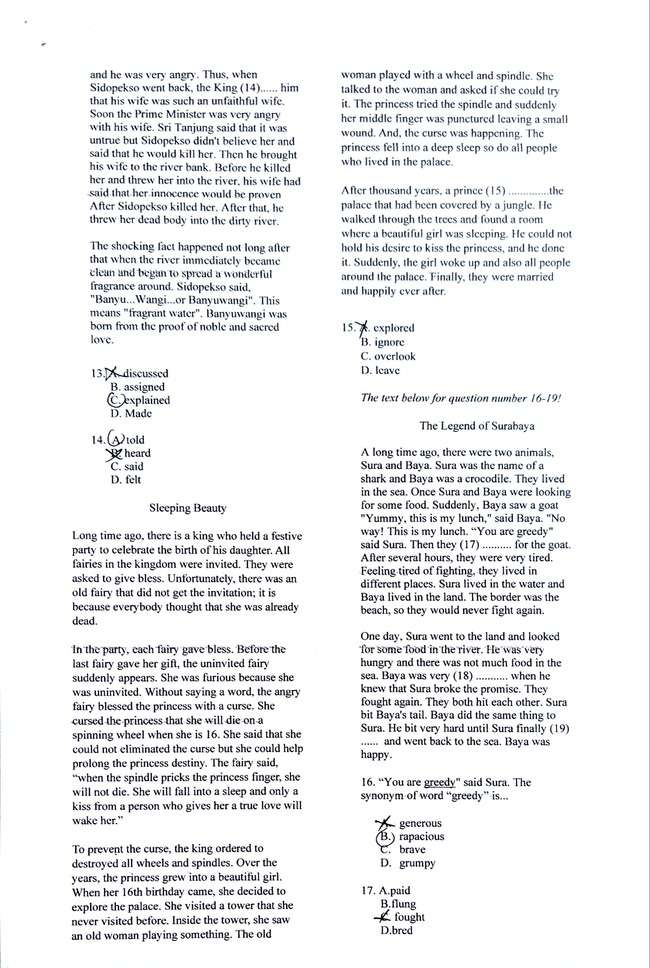 and he was very angry. Thus, when
Sidopekso went back, the King (14)...... him
that his wife was such an unfaithful wife.
Soon the Prime Minister was very angry
with his wife. Sri Tanjung said that it was
untrue but Sidopekso didn't believe her and
said that he would kill her. Then he brought
his wife to the river bank. Before he killed
her and threw her into the river, his wife had
said that her innocence would be proven
After Sidopekso killed her. After that, he
threw her dead body into the dirty river.
The shocking fact happened not long after
that when the river immediately became
clean and began to spread a wonderful
fragrance around. Sidopekso said,
"Banyu...Wangi...or Banyuwangi". This
means "fragrant water". Banyuwangi was
born from the proof of noble and sacred
love.
13. A. discussed
B. assigned
C. explained
D. Made
14. A. told
B. heard
C. said
D. felt
Sleeping Beauty
Long time ago, there is a king who held a festive
party to celebrate the birth of his daughter. All
fairies in the kingdom were invited. They were
asked to give bless. Unfortunately, there was an
old fairy that did not get the invitation; it is
because everybody thought that she was already
dead.
In the party, each fairy gave bless. Before the
last fairy gave her gift, the uninvited fairy
suddenly appears. She was furious because she
was uninvited. Without saying a word, the angry
fairy blessed the princess with a curse. She
cursed the princess that she will die on a
spinning wheel when she is 16. She said that she
could not eliminated the curse but she could help
prolong the princess destiny. The fairy said,
“when the spindle pricks the princess finger, she
will not die. She will fall into a sleep and only a
kiss from a person who gives her a true love will
wake her.”
To prevent the curse, the king ordered to
destroyed all wheels and spindles. Over the
years, the princess grew into a beautiful girl.
When her 16th birthday came, she decided to
explore the palace. She visited a tower that she
never visited before. Inside the tower, she saw
an old woman playing something. The old
woman played with a wheel and spindle. She
talked to the woman and asked if she could try
it. The princess tried the spindle and suddenly
her middle finger was punctured leaving a small
wound. And, the curse was happening. The
princess fell into a deep sleep so do all people
who lived in the palace.
After thousand years, a prince (15) .............the
palace that had been covered by a jungle. He
walked through the trees and found a room
where a beautiful girl was sleeping. He could not
hold his desire to kiss the princess, and he done
it. Suddenly, the girl woke up and also all people
around the palace. Finally, they were married
and happily ever after.
15. A. explored
B. ignore
C. overlook
D. leave
The text below for question number 16-19!
The Legend of Surabaya
A long time ago, there were two animals,
Sura and Baya. Sura was the name of a
shark and Baya was a crocodile. They lived
in the sea. Once Sura and Baya were looking
for some food. Suddenly, Baya saw a goat
"Yummy, this is my lunch," said Baya. "No
way! This is my lunch. “You are greedy"
said Sura. Then they (17) .......... for the goat.
After several hours, they were very tired.
Feeling tired of fighting, they lived in
different places. Sura lived in the water and
Baya lived in the land. The border was the
beach, so they would never fight again.
One day, Sura went to the land and looked
for some food in the river. He was very
hungry and there was not much food in the
sea. Baya was very (18) ........... when he
knew that Sura broke the promise. They
fought again. They both hit each other. Sura
bit Baya's tail. Baya did the same thing to
Sura. He bit very hard until Sura finally (19)
...... and went back to the sea. Baya was
happy.
16. “You are greedy" said Sura. The
synonym of word “greedy” is...
A. generous
B. rapacious
C. brave
D. grumpy
17. A.paid
B.flung
C. fought
D.bred